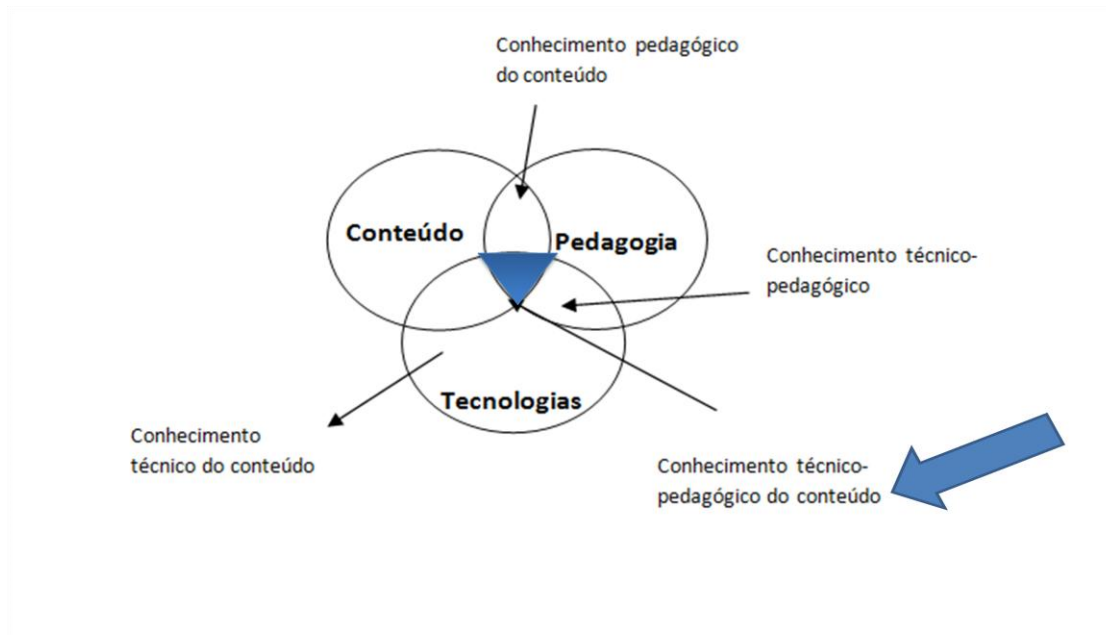 Conhecimento pedagógico
do conteúdo
Conteúdo
Pedagogia
Conhecimento técnico-
pedagógico
Tecnologias
Conhecimento
técnico do conteúdo
Conhecimento técnico-
pedagógico do conteúdo